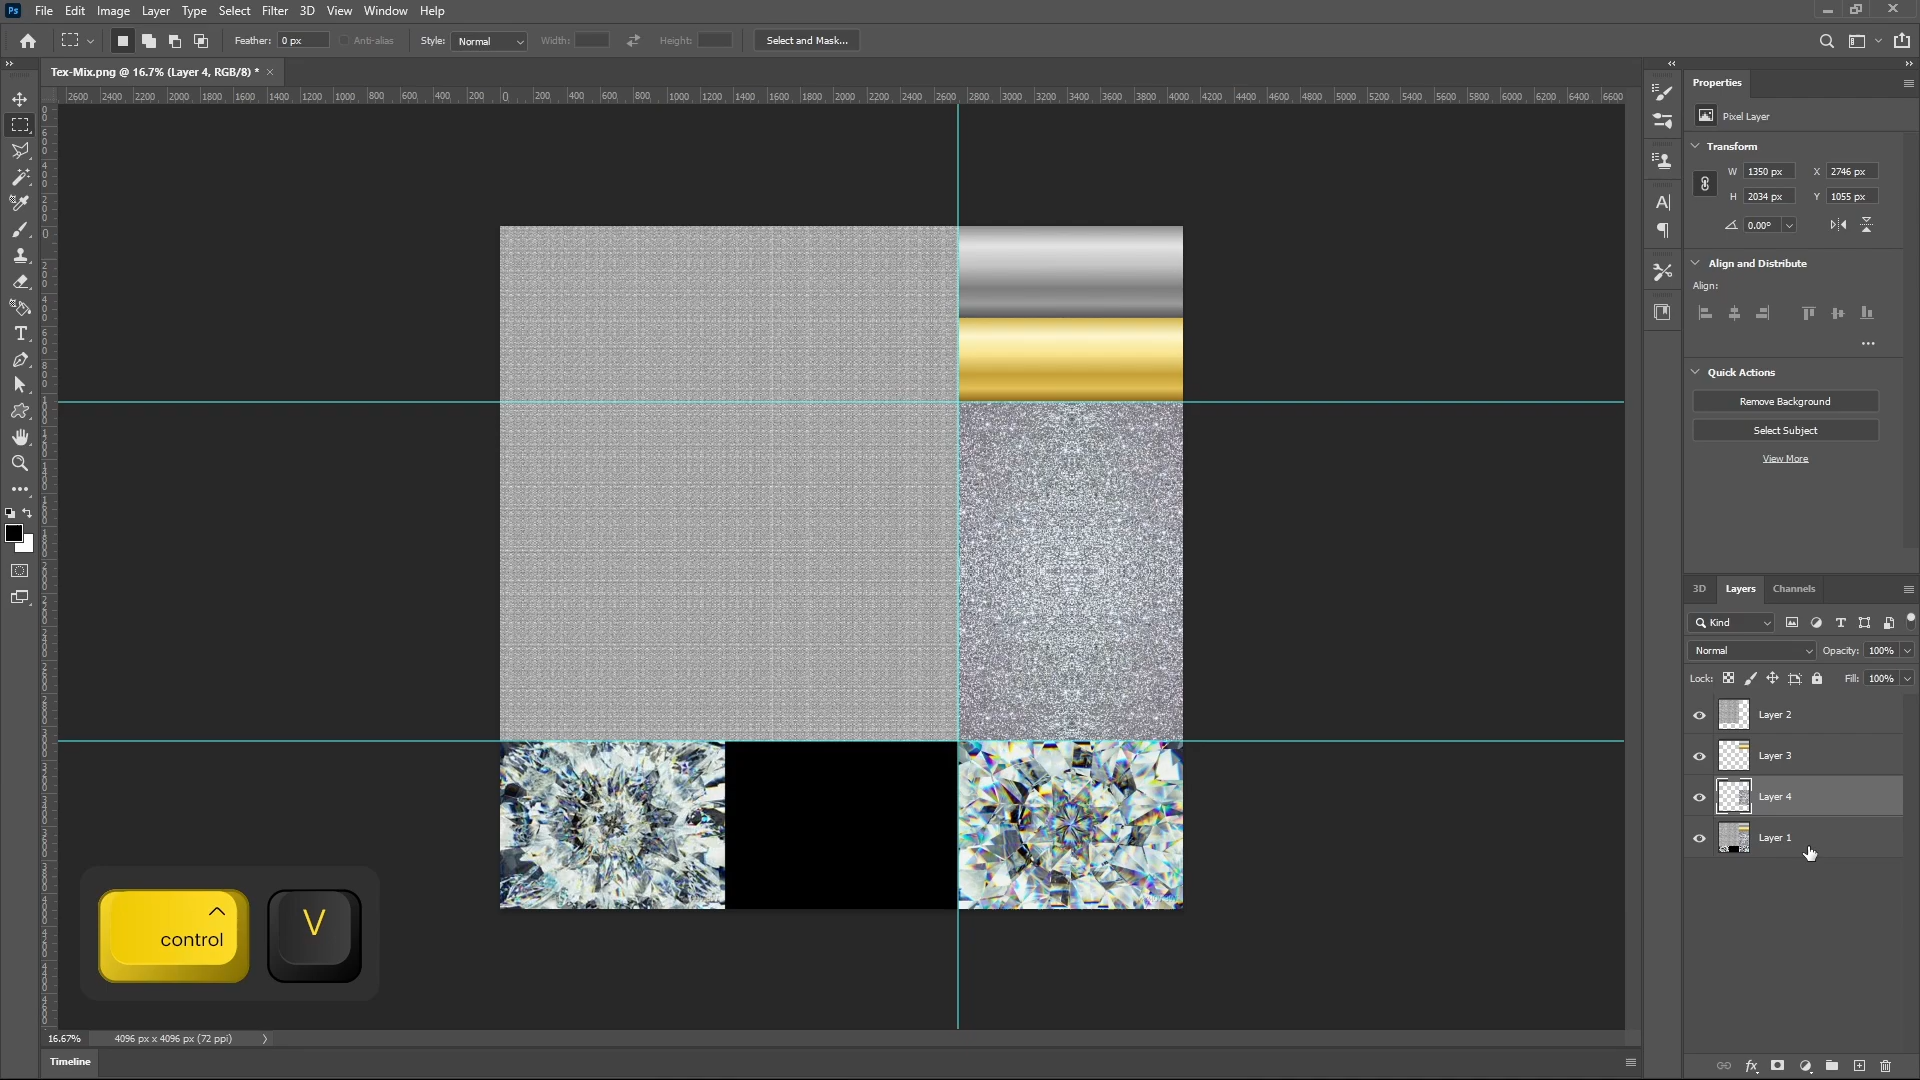 Ps File Edit Image Layer Type Select Filter 3D View Window Help
Feather: 0 px Anti-alias Style: Normal Width: Height: Select and Mask...
Tex-Mix.png @ 16.7% (Layer 4, RGB/8) * ×
2600 2400 2200 2000 1800 1600 1400 1200 1000 800 600 400 200 0 200 400 600 800 1000 1200 1400 1600 1800 2000 2200 2400 2600 2800 3000 3200 3400 3600 3800 4000 4200 4400 4600 4800 5000 5200 5400 5600 5800 6000 6200 6400 6600
Properties
Pixel Layer
Transform
W 1350 px X 2746 px
H 2034 px Y 1055 px
0.00°
Align and Distribute
Align:
Quick Actions
Remove Background
Select Subject
View More
3D Layers Channels
Kind
Normal Opacity: 100%
Lock: Fill: 100%
Layer 2
Layer 3
Layer 4
Layer 1
control
V
16.67% 4096 px x 4096 px (72 ppi)
Timeline